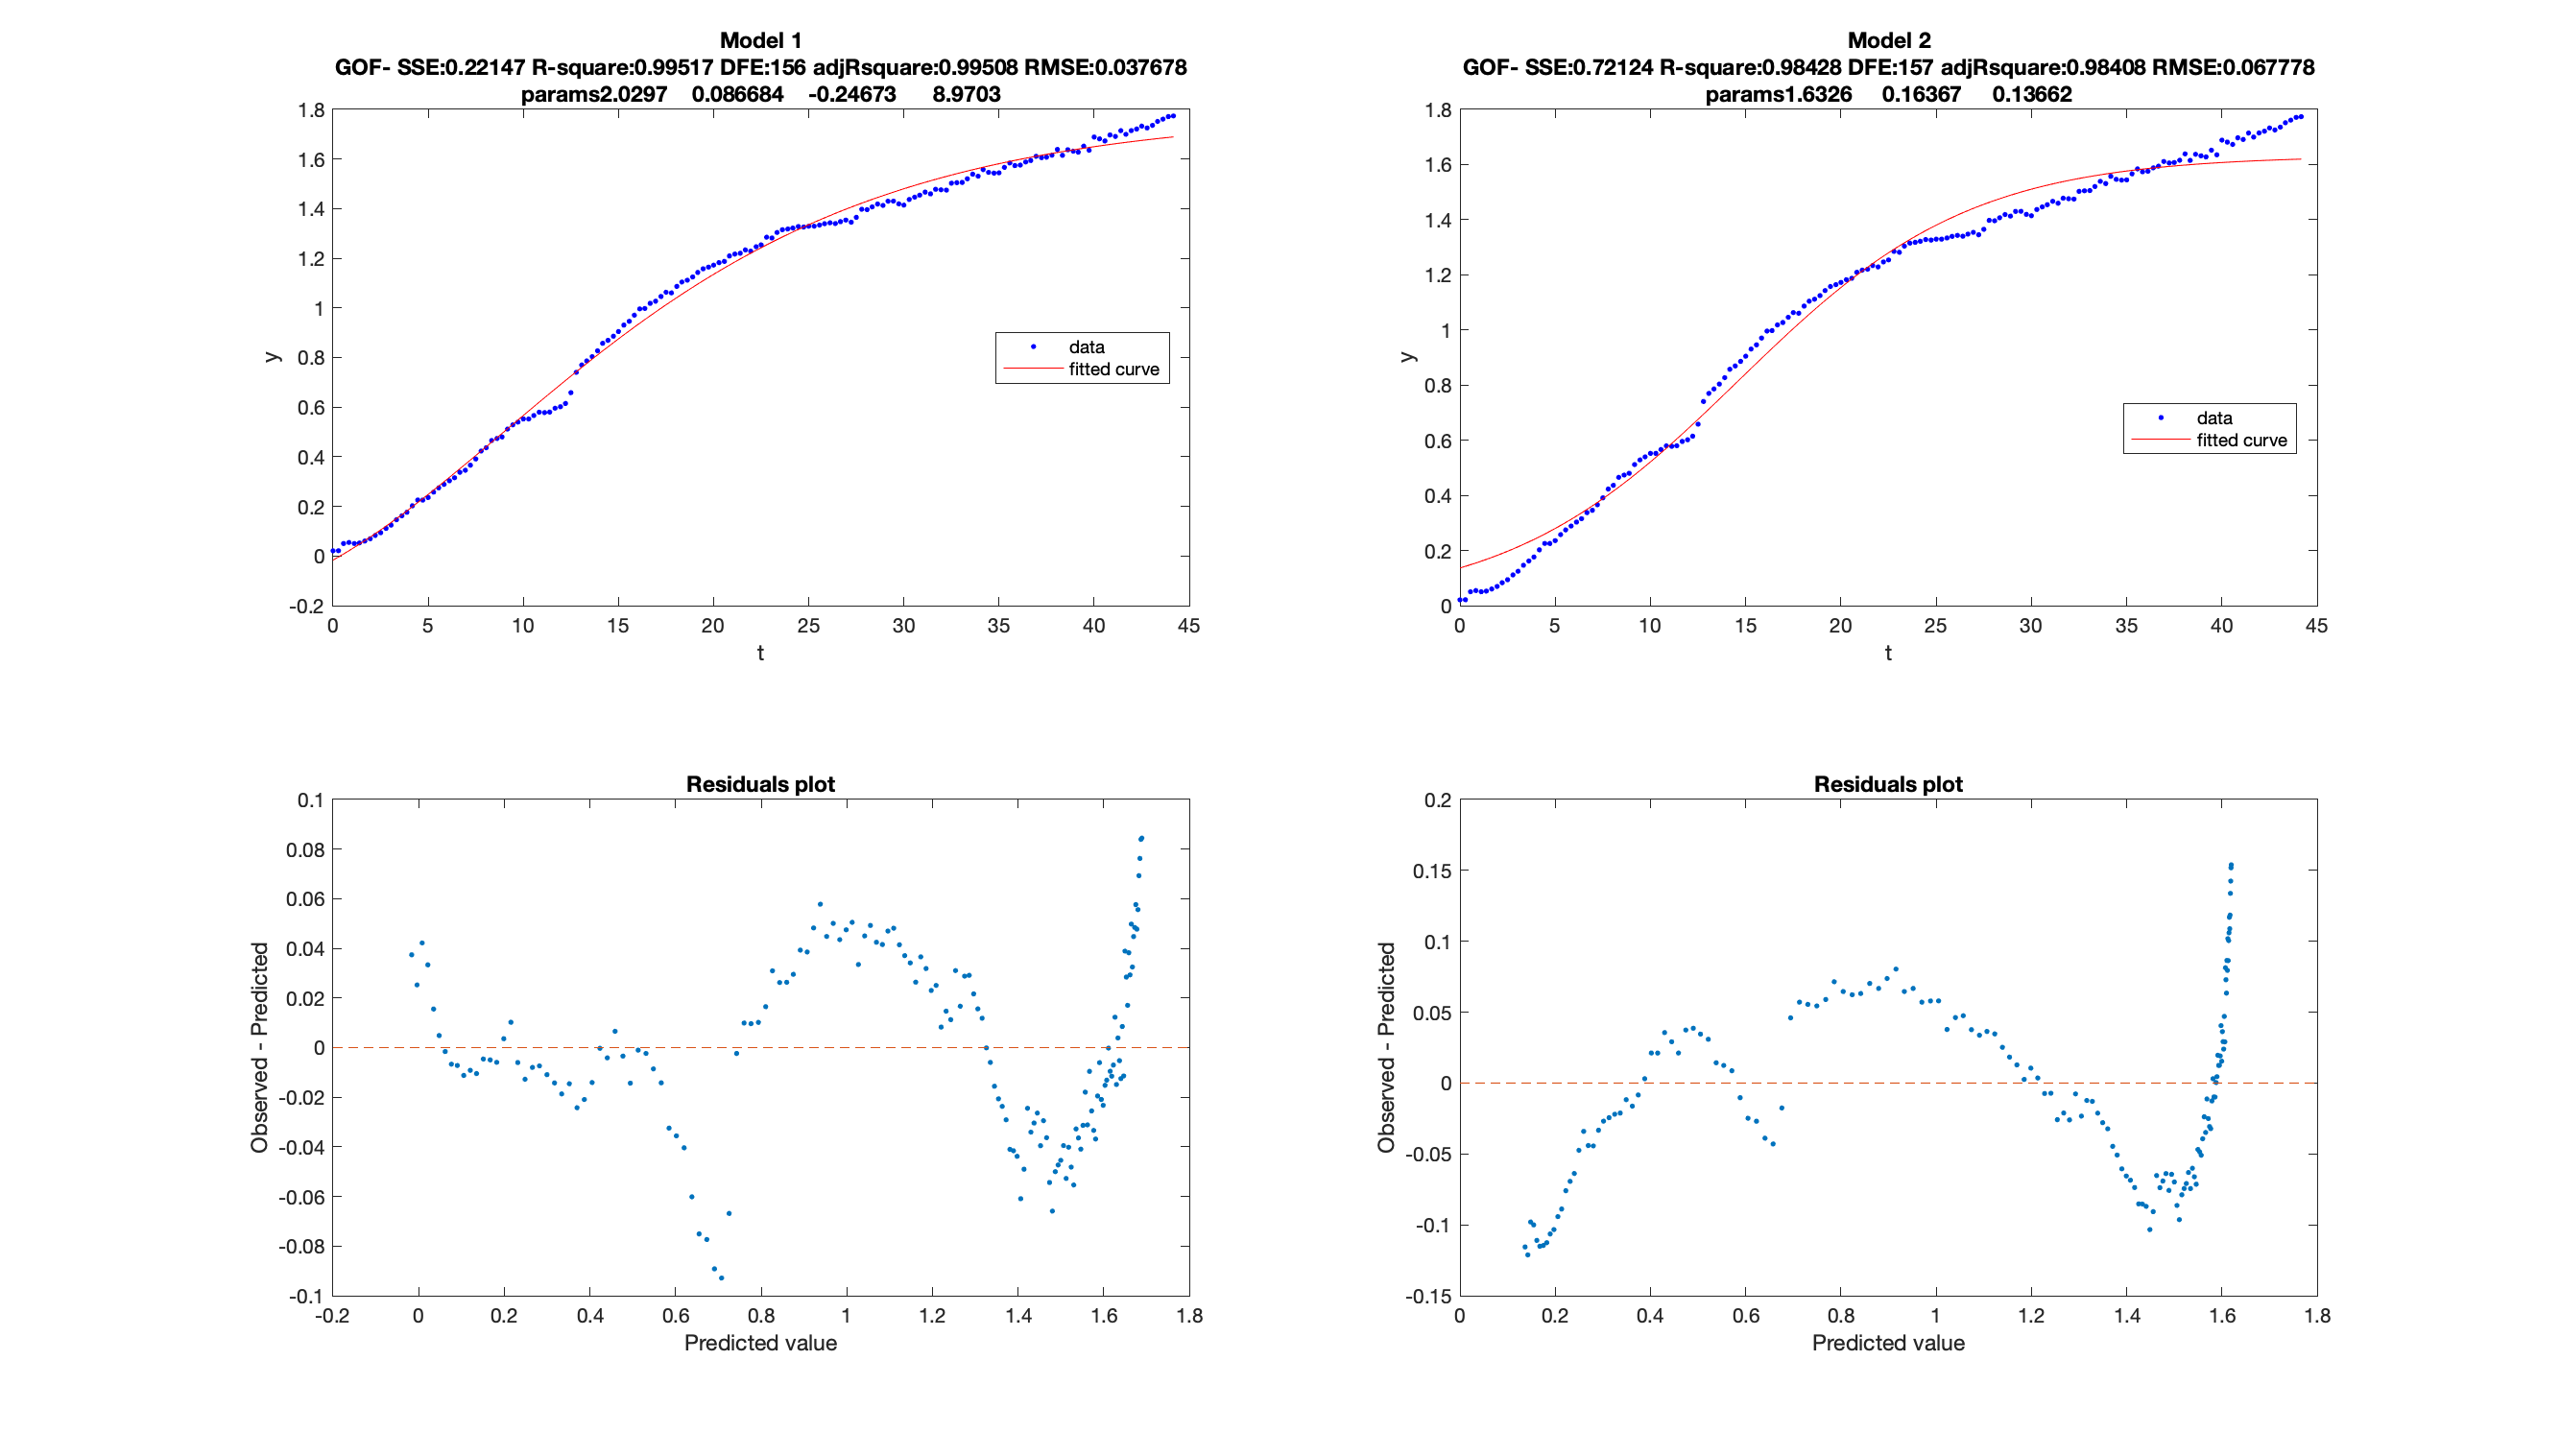 Model 1
GOF- SSE:0.22147 R-square:0.99517 DFE:156 adjRsquare:0.99508 RMSE:0.037678
params2.0297 0.086684 -0.24673 8.9703
1.8
1.6
1.4
1.2
1
0.8
0.6
0.4
0.2
0
-0.2
y
data
fitted curve
0 5 10 15 20 25 30 35 40 45
t
Model 2
GOF- SSE:0.72124 R-square:0.98428 DFE:157 adjRsquare:0.98408 RMSE:0.067778
params1.6326 0.16367 0.13662
1.8
1.6
1.4
1.2
1
0.8
0.6
0.4
0.2
0
y
data
fitted curve
0 5 10 15 20 25 30 35 40 45
t
Residuals plot
0.1
0.08
0.06
0.04
0.02
0
-0.02
-0.04
-0.06
-0.08
-0.1
Observed - Predicted
-0.2 0 0.2 0.4 0.6 0.8 1 1.2 1.4 1.6 1.8
Predicted value
Residuals plot
0.2
0.15
0.1
0.05
0
-0.05
-0.1
-0.15
Observed - Predicted
0 0.2 0.4 0.6 0.8 1 1.2 1.4 1.6 1.8
Predicted value